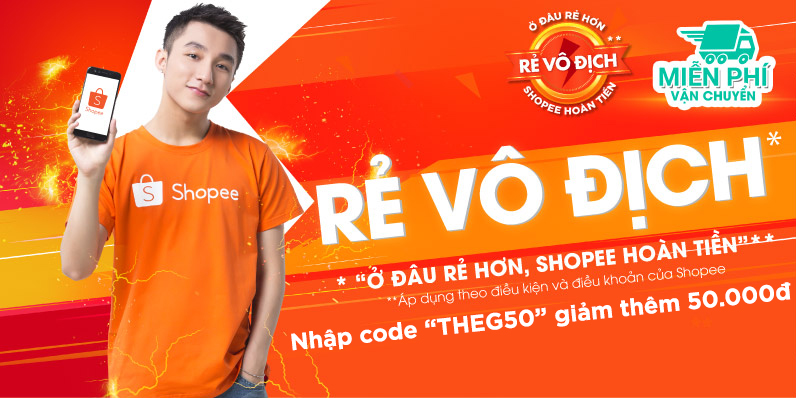 Shopee
Shopee
Ở ĐÂU RẺ HƠN**
RẺ VÔ ĐỊCH
SHOPEE HOÀN TIỀN
MIỄN PHÍ
VẬN CHUYỂN
RẺ VÔ ĐỊCH*
* “Ở ĐÂU RẺ HƠN, SHOPEE HOÀN TIỀN”**
**Áp dụng theo điều kiện và điều khoản của Shopee
Nhập code “THEG50” giảm thêm 50.000đ